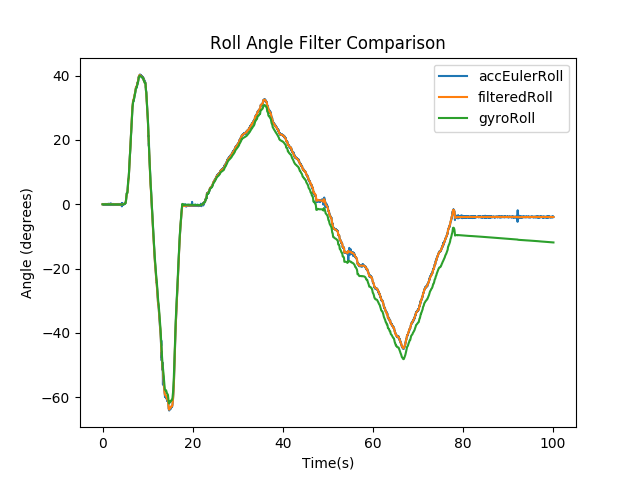 Roll Angle Filter Comparison
accEulerRoll
filteredRoll
gyroRoll
40
20
0
−20
−40
−60
Angle (degrees)
0 20 40 60 80 100
Time(s)